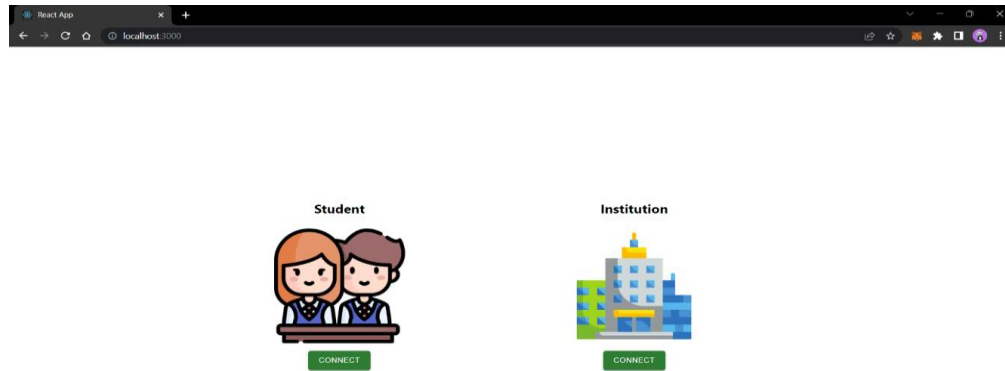 React App
localhost:3000
Student
Institution
CONNECT
CONNECT